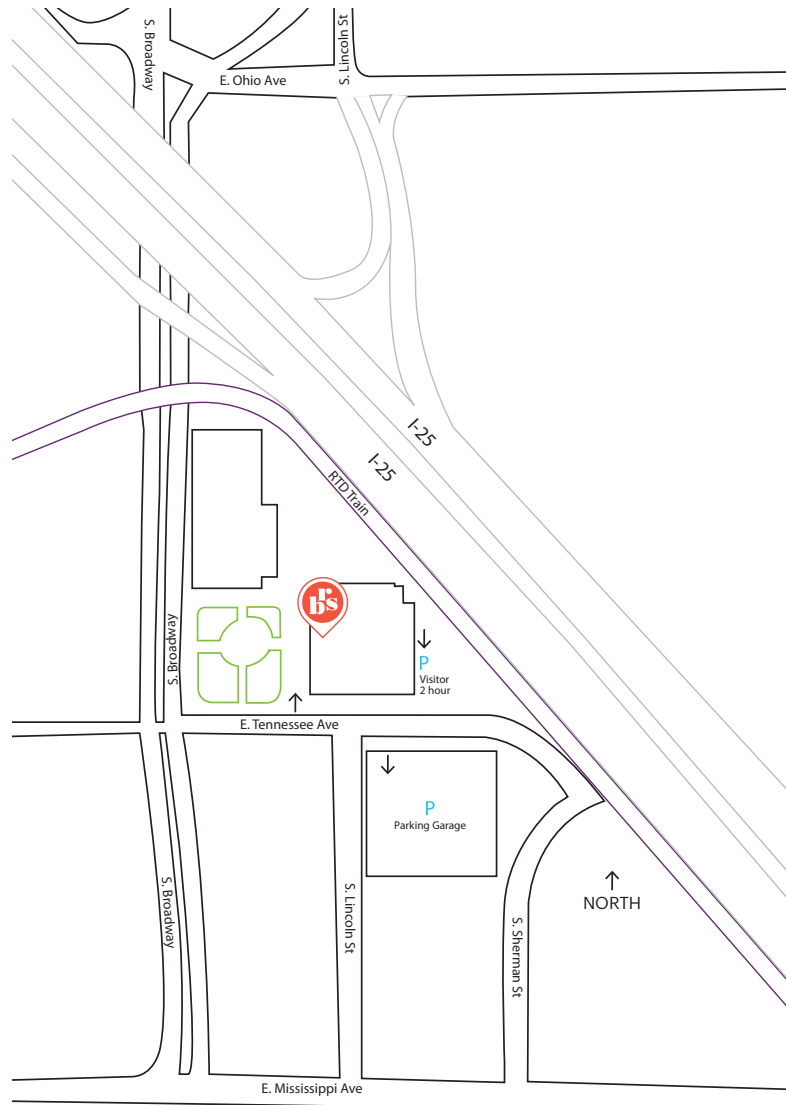 S. Broadway
S. Lincoln St
E. Ohio Ave
I-25
I-25
RTD Train
brs
S. Broadway
P
Visitor
2 hour
E. Tennessee Ave
P
Parking Garage
S. Broadway
S. Lincoln St
NORTH
S. Sherman St
E. Mississippi Ave